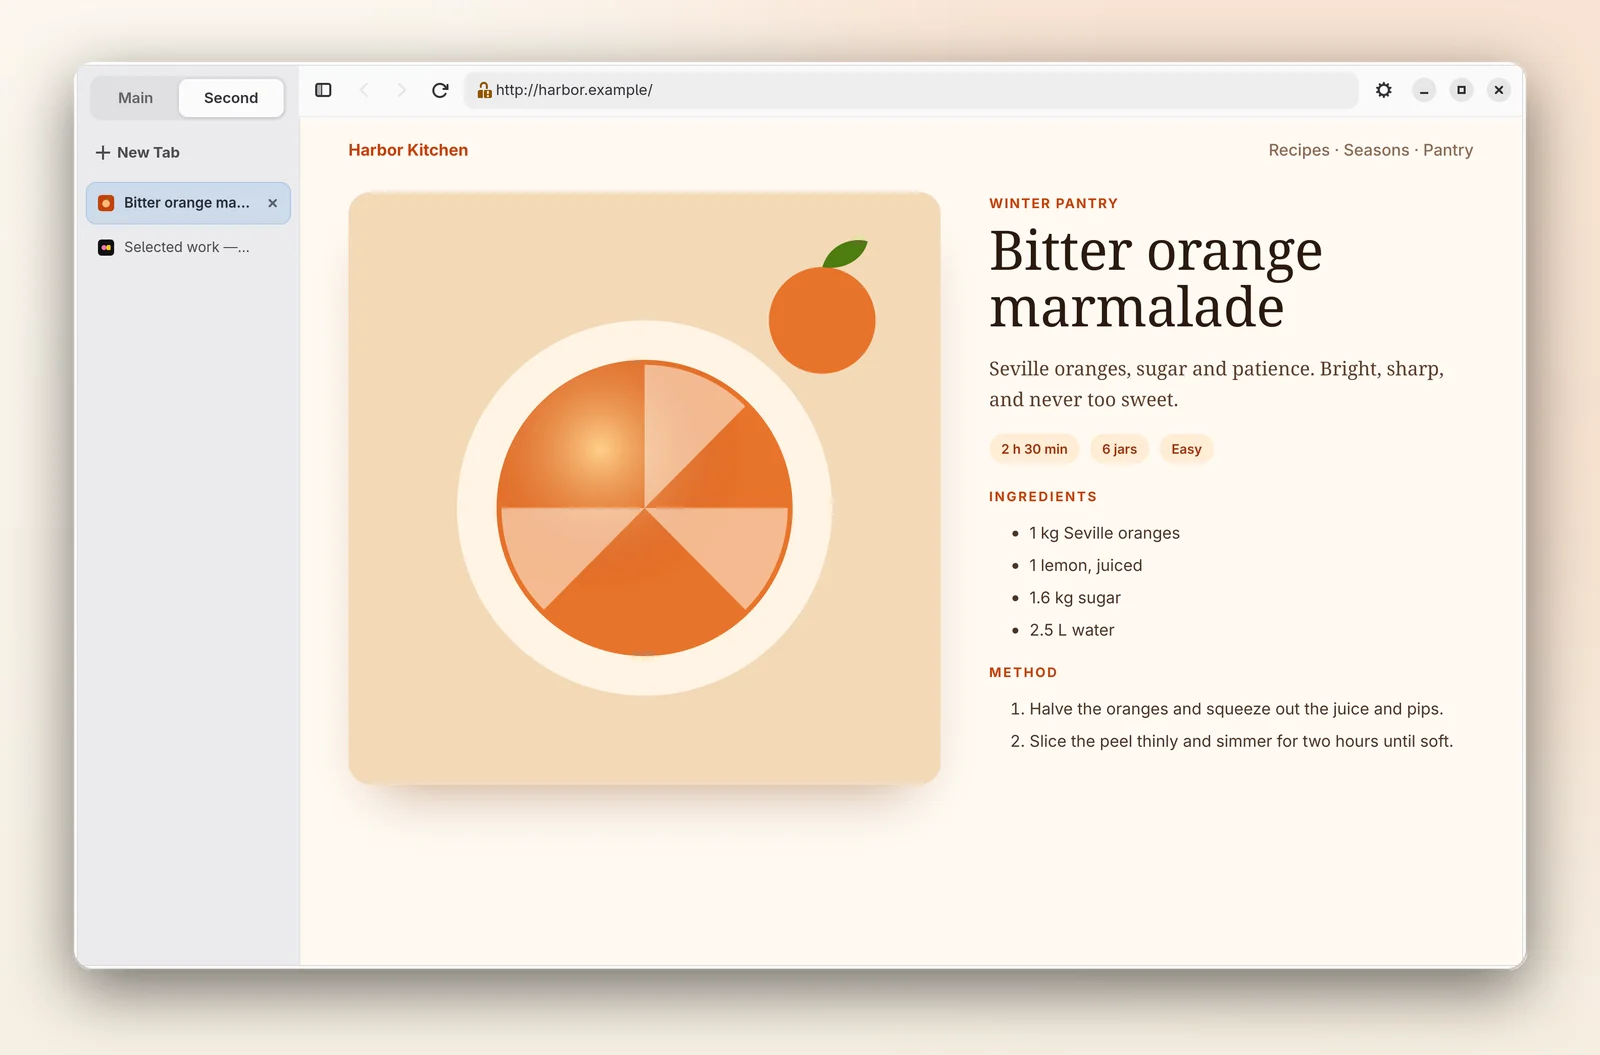 Main
Second
http://harbor.example/
New Tab
Bitter orange ma...
Selected work —...
Harbor Kitchen
Recipes · Seasons · Pantry
WINTER PANTRY
Bitter orange
marmalade
Seville oranges, sugar and patience. Bright, sharp,
and never too sweet.
2 h 30 min
6 jars
Easy
INGREDIENTS
• 1 kg Seville oranges
• 1 lemon, juiced
• 1.6 kg sugar
• 2.5 L water
METHOD
1. Halve the oranges and squeeze out the juice and pips.
2. Slice the peel thinly and simmer for two hours until soft.